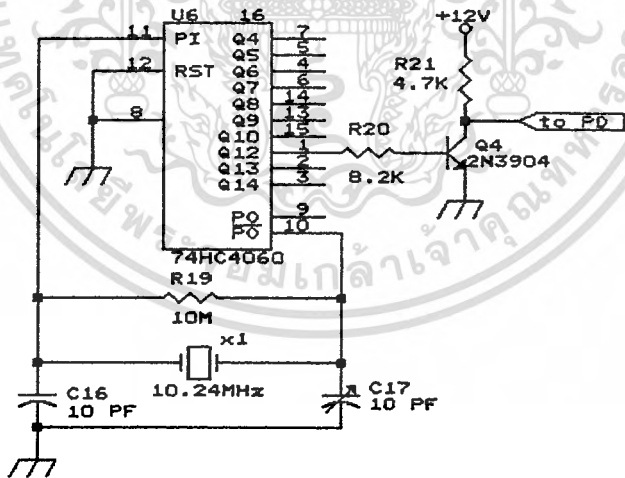 U6 16 +12V
11 PI Q4 7
Q5 5
12 RST Q6 4
Q7 6
R21
4.7K
8 Q8 14
Q9 13
Q10 15
to PD
Q12 1
R20
8.2K
Q4
2N3904
Q13 2
Q14 3
PO 9
PO 10
74HC4060
R19
10M
x1
10.24MHz
C16
10 PF
C17
10 PF